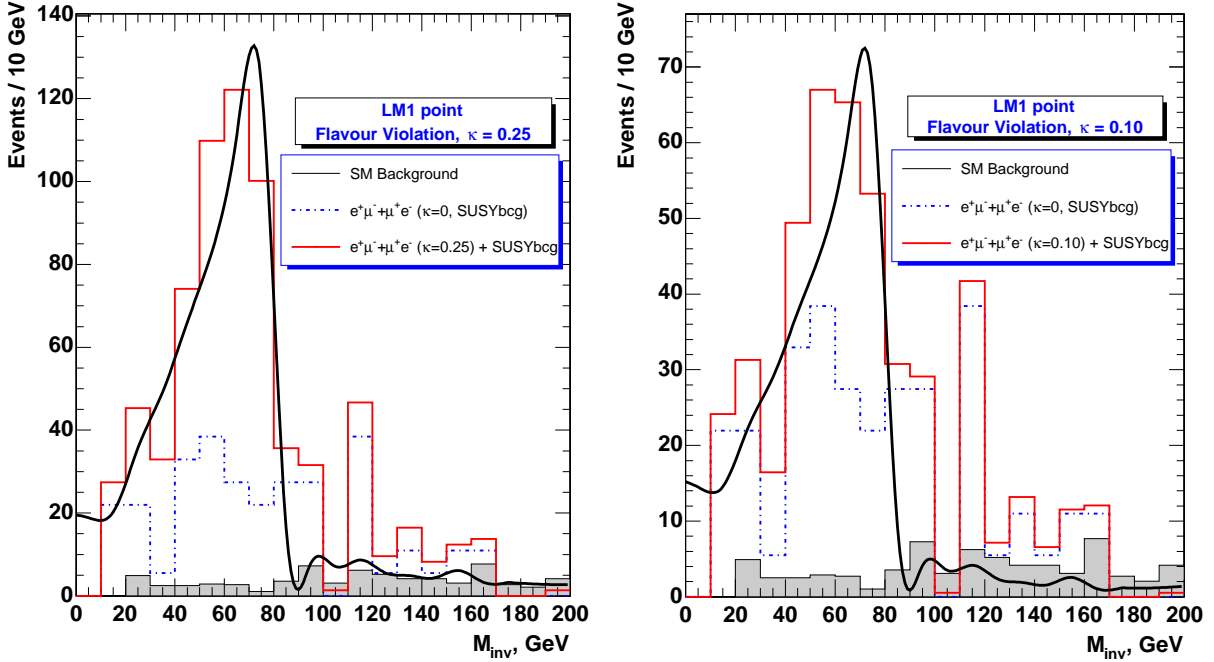 Events / 10 GeV
140
120
100
80
60
40
20
0
LM1 point
Flavour Violation, κ = 0.25
SM Background
e⁺μ⁻+μ⁺e⁻ (κ=0, SUSYbcg)
e⁺μ⁻+μ⁺e⁻ (κ=0.25) + SUSYbcg
0 20 40 60 80 100 120 140 160 180 200
M_inv, GeV
Events / 10 GeV
70
60
50
40
30
20
10
0
LM1 point
Flavour Violation, κ = 0.10
SM Background
e⁺μ⁻+μ⁺e⁻ (κ=0, SUSYbcg)
e⁺μ⁻+μ⁺e⁻ (κ=0.10) + SUSYbcg
0 20 40 60 80 100 120 140 160 180 200
M_inv, GeV